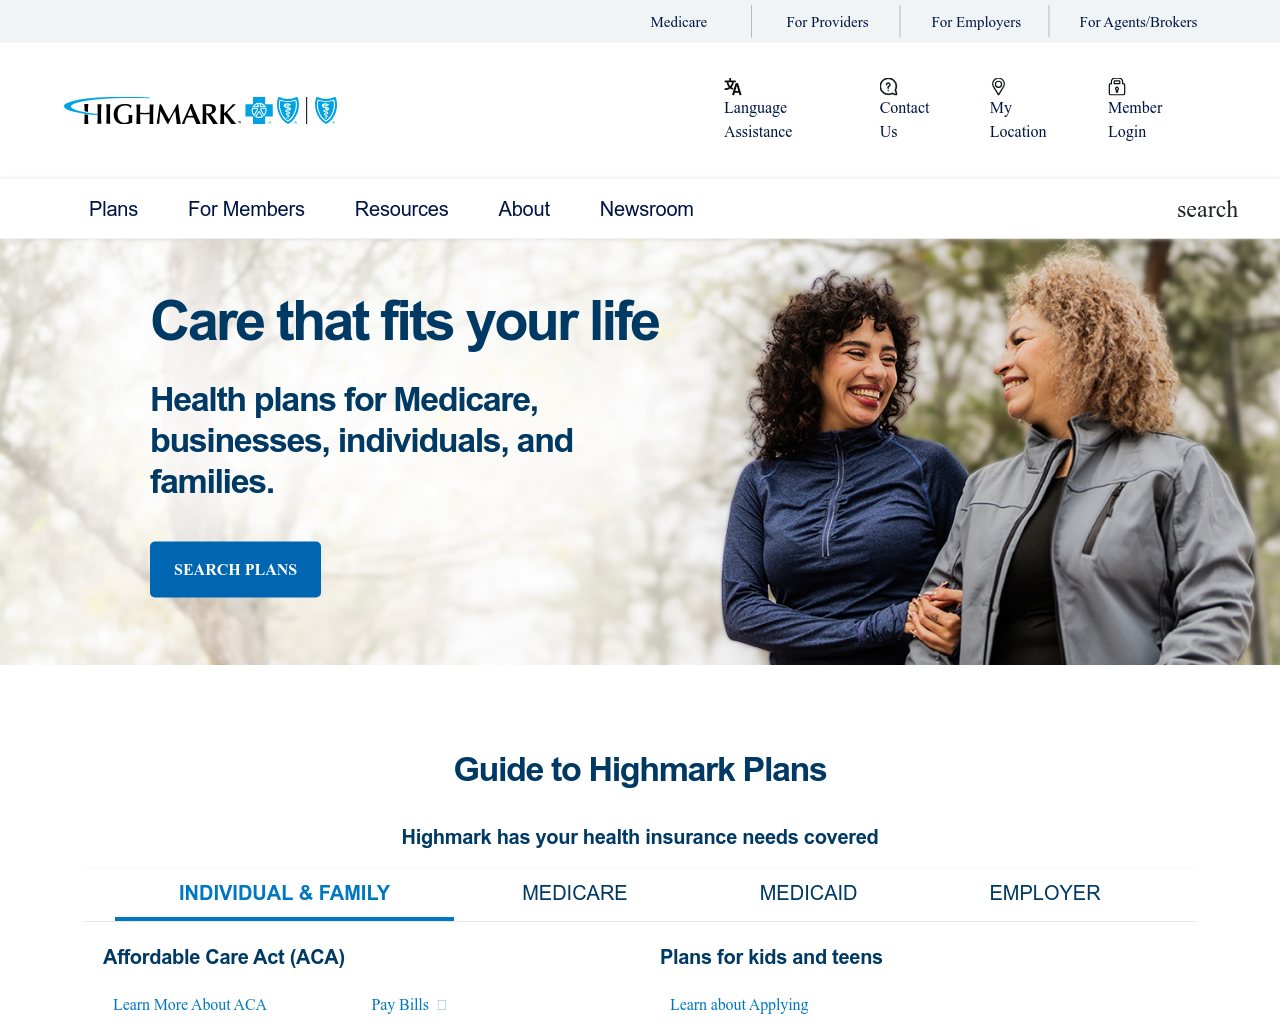 Medicare
For Providers
For Employers
For Agents/Brokers
HIGHMARK
Language
Assistance
Contact
Us
My
Location
Member
Login
Plans
For Members
Resources
About
Newsroom
search
Care that fits your life
Health plans for Medicare,
businesses, individuals, and
families.
SEARCH PLANS
Guide to Highmark Plans
Highmark has your health insurance needs covered
INDIVIDUAL & FAMILY
MEDICARE
MEDICAID
EMPLOYER
Affordable Care Act (ACA)
Plans for kids and teens
Learn More About ACA
Pay Bills
Learn about Applying